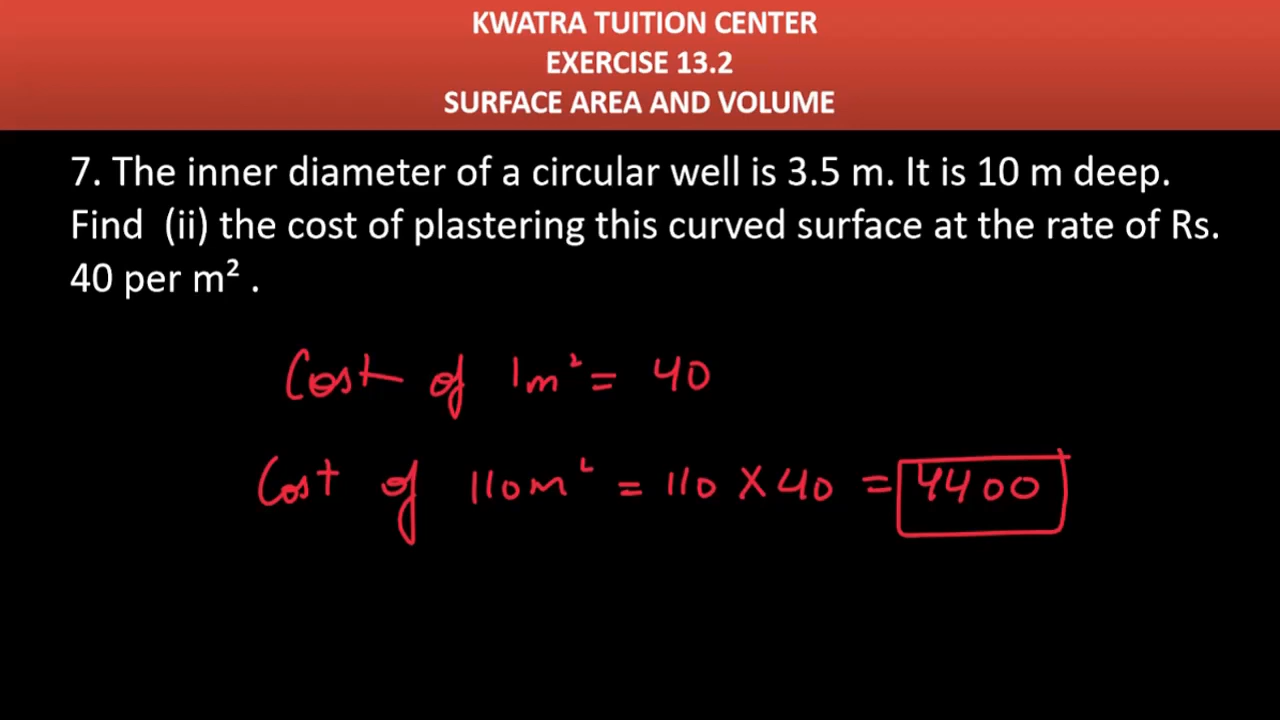 KWATRA TUITION CENTER
EXERCISE 13.2
SURFACE AREA AND VOLUME
7. The inner diameter of a circular well is 3.5 m. It is 10 m deep.
Find (ii) the cost of plastering this curved surface at the rate of Rs.
40 per m² .
Cost of 1m² = 40
Cost of 110m² = 110 X 40 = 4400